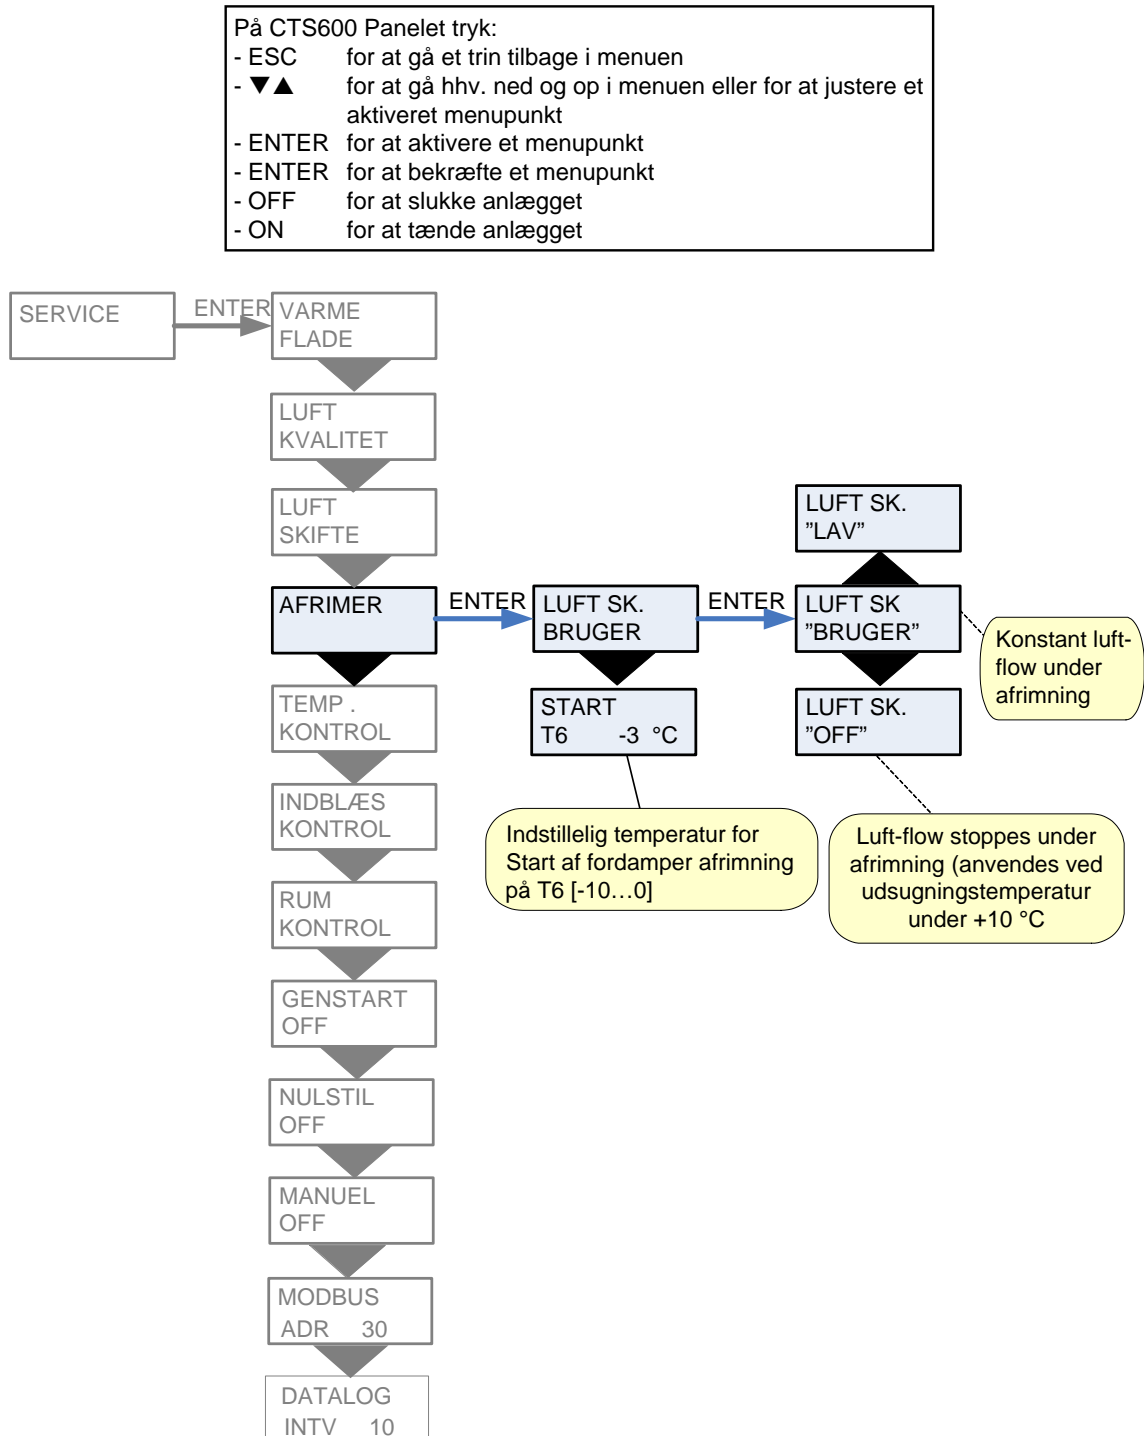 På CTS600 Panelet tryk:
- ESC for at gå et trin tilbage i menuen
- ▼▲ for at gå hhv. ned og op i menuen eller for at justere et
aktiveret menupunkt
- ENTER for at aktivere et menupunkt
- ENTER for at bekræfte et menupunkt
- OFF for at slukke anlægget
- ON for at tænde anlægget
SERVICE
ENTER
VARME
FLADE
LUFT
KVALITET
LUFT
SKIFTE
LUFT SK.
”LAV”
AFRIMER
ENTER
LUFT SK.
BRUGER
ENTER
LUFT SK
”BRUGER”
Konstant luft-
flow under
afrimning
TEMP .
KONTROL
START
T6 -3 °C
LUFT SK.
”OFF”
INDBLÆS
KONTROL
Indstillelig temperatur for
Start af fordamper afrimning
på T6 [-10…0]
Luft-flow stoppes under
afrimning (anvendes ved
udsugningstemperatur
under +10 °C
RUM
KONTROL
GENSTART
OFF
NULSTIL
OFF
MANUEL
OFF
MODBUS
ADR 30
DATALOG
INTV 10